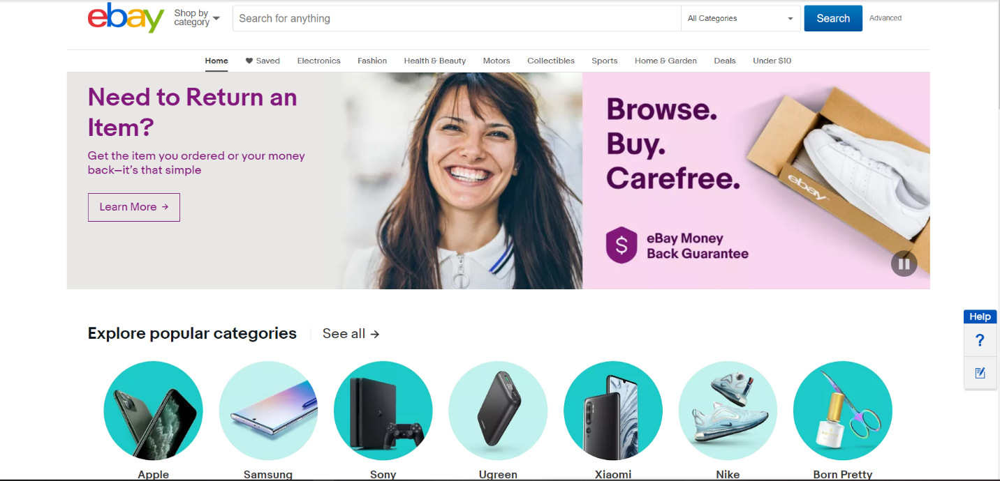 ebay
Shop by
category
Search for anything
All Categories
Search
Advanced
Home
Saved
Electronics
Fashion
Health & Beauty
Motors
Collectibles
Sports
Home & Garden
Deals
Under $10
Need to Return an
Item?
Get the item you ordered or your money
back—it's that simple
Learn More →
Browse.
Buy.
Carefree.
ebay
$
eBay Money
Back Guarantee
Help
?
Explore popular categories
See all →
Apple
Samsung
Sony
Ugreen
Xiaomi
Nike
Born Pretty